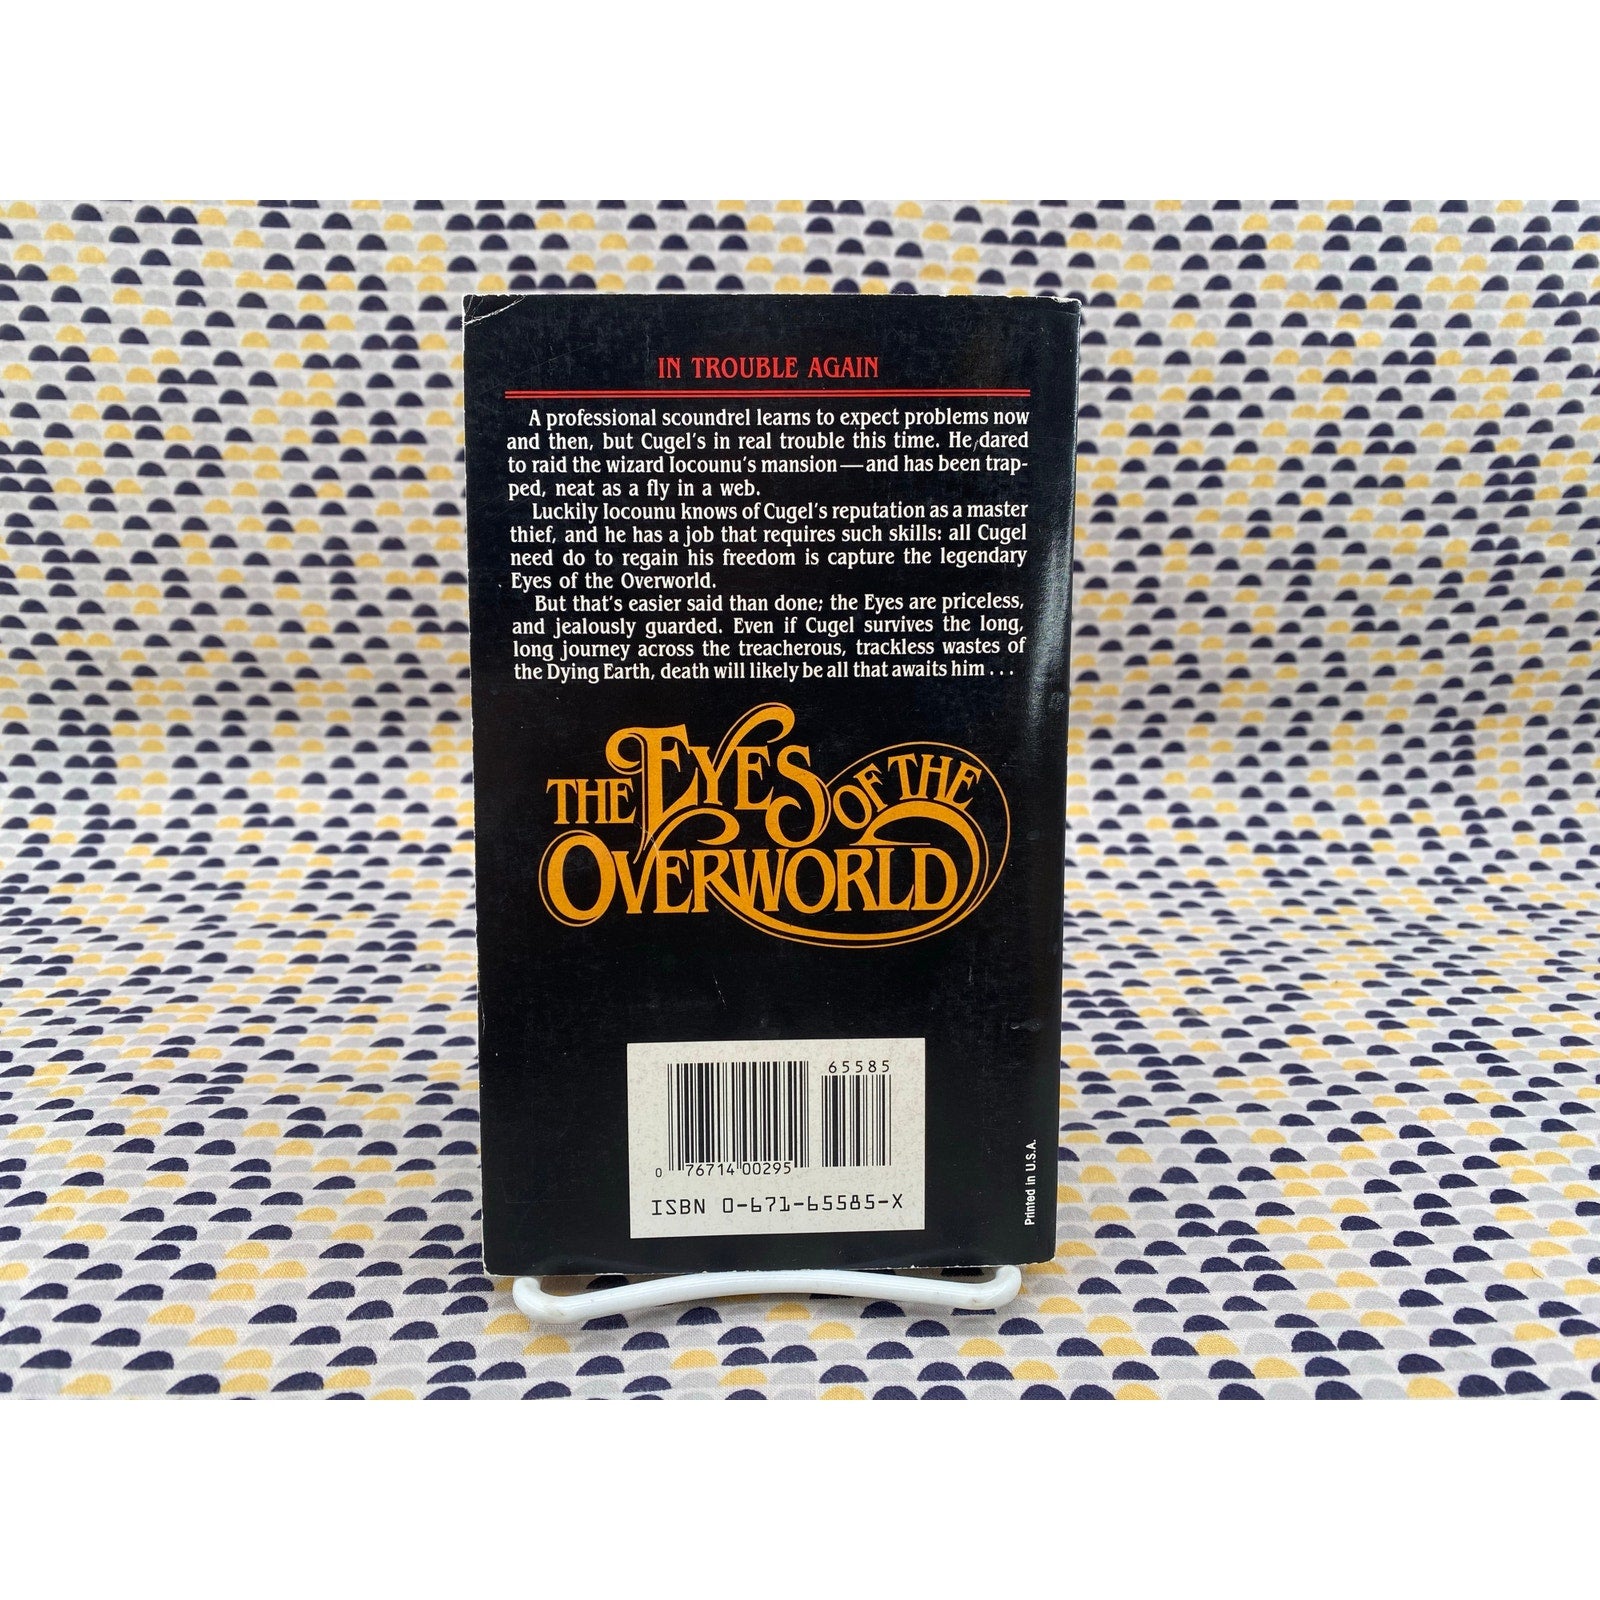 IN TROUBLE AGAIN
A professional scoundrel learns to expect problems now
and then, but Cugel's in real trouble this time. He dared
to raid the wizard Iocounu's mansion—and has been trap-
ped, neat as a fly in a web.
Luckily Iocounu knows of Cugel's reputation as a master
thief, and he has a job that requires such skills: all Cugel
need do to regain his freedom is capture the legendary
Eyes of the Overworld.
But that's easier said than done; the Eyes are priceless,
and jealously guarded. Even if Cugel survives the long,
long journey across the treacherous, trackless wastes of
the Dying Earth, death will likely be all that awaits him . . .
THE EYES OF THE
OVERWORLD
65585
0 76714 00295
ISBN 0-671-65585-X
Printed in U.S.A.